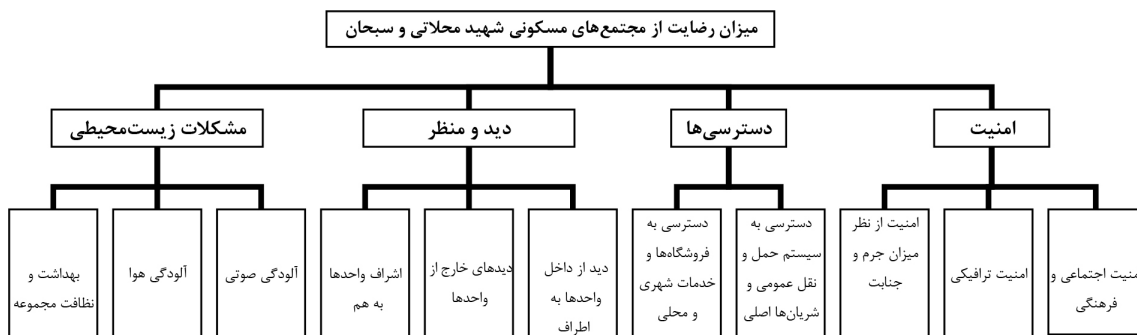 میزان رضایت از مجتمع‌های مسکونی شهید محلاتی و سبحان
امنیت
دسترسی‌ها
دید و منظر
مشکلات زیست‌محیطی
منیت اجتماعی و
فرهنگی
امنیت ترافیکی
امنیت از نظر
میزان جرم و
جنایت
دسترسی به
سیستم حمل و
نقل عمومی و
شریان‌ها اصلی
دسترسی به
فروشگاه‌ها و
خدمات شهری
و محلی
دید از داخل
واحدها به
اطراف
دیدهای خارج از
واحدها
اشراف واحدها
به هم
آلودگی صوتی
آلودگی هوا
بهداشت و
نظافت مجموعه